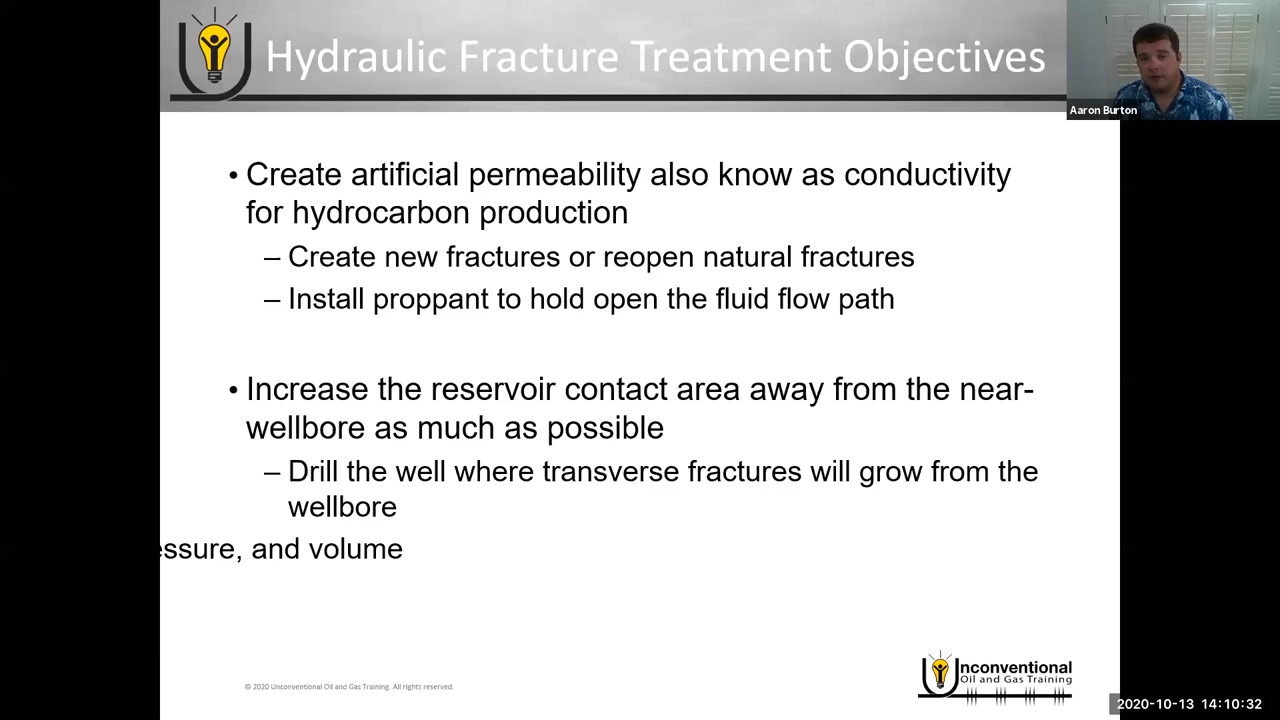 Hydraulic Fracture Treatment Objectives
Aaron Burton
• Create artificial permeability also know as conductivity
for hydrocarbon production
– Create new fractures or reopen natural fractures
– Install proppant to hold open the fluid flow path
• Increase the reservoir contact area away from the near-
wellbore as much as possible
– Drill the well where transverse fractures will grow from the
wellbore
essure, and volume
© 2020 Unconventional Oil and Gas Training. All rights reserved.
Unconventional
Oil and Gas Training
2020-10-13 14:10:32